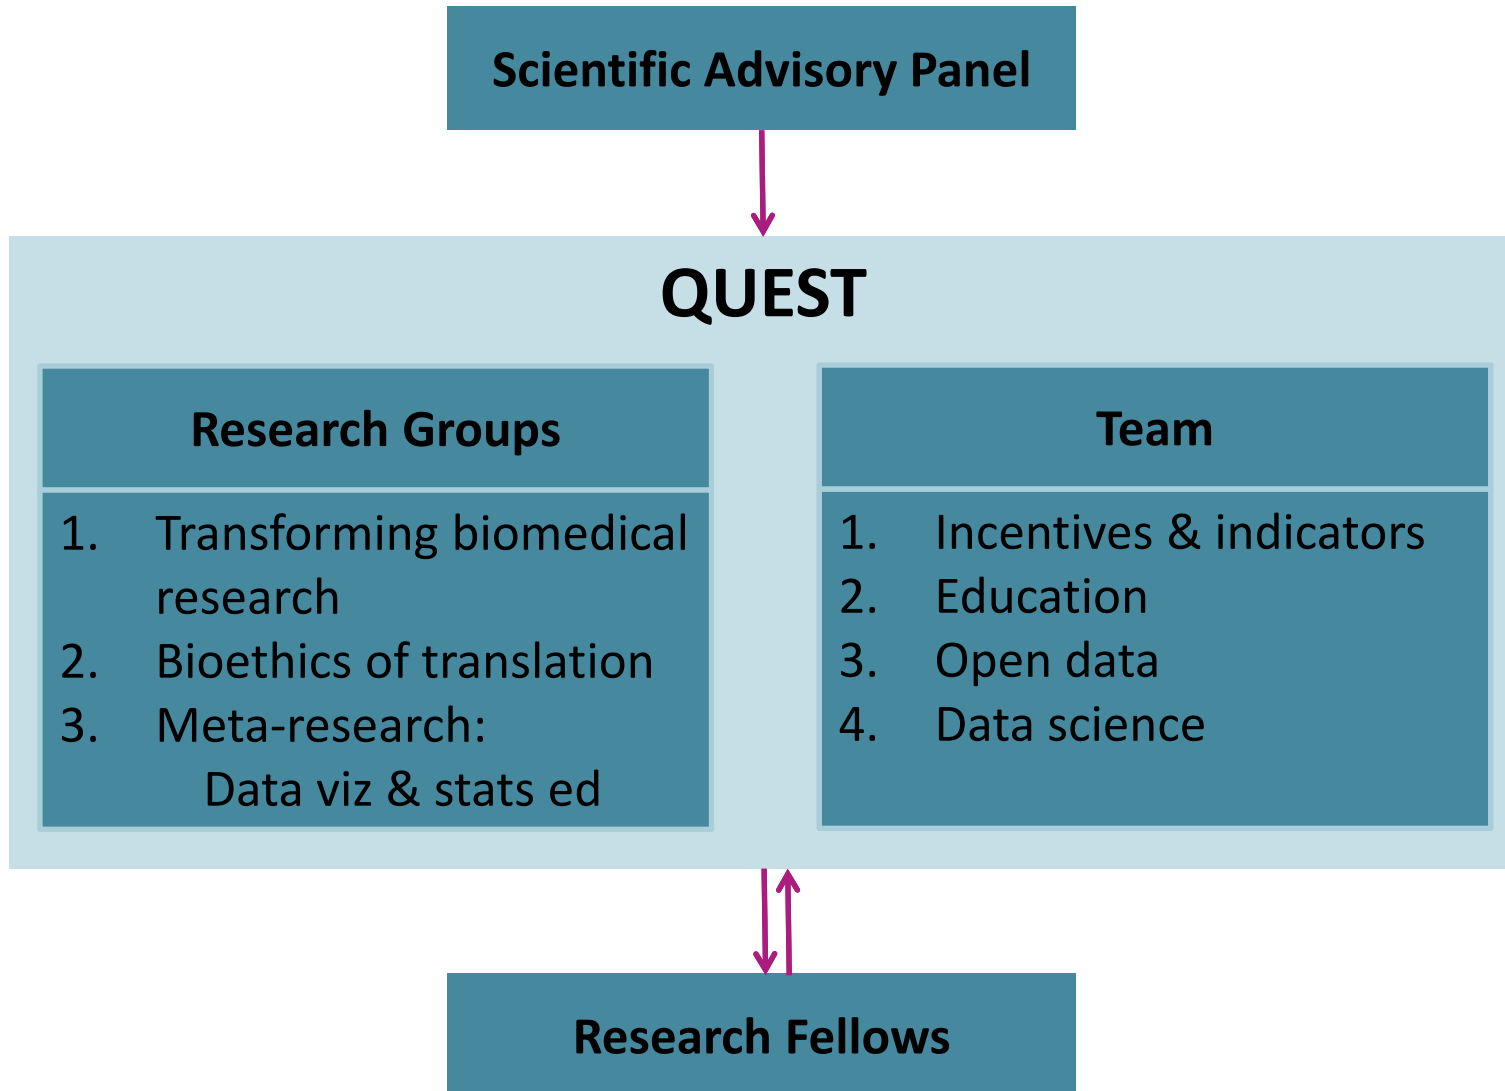 Scientific Advisory Panel
QUEST
Research Groups
1. Transforming biomedical
research
2. Bioethics of translation
3. Meta-research:
Data viz & stats ed
Team
1. Incentives & indicators
2. Education
3. Open data
4. Data science
Research Fellows